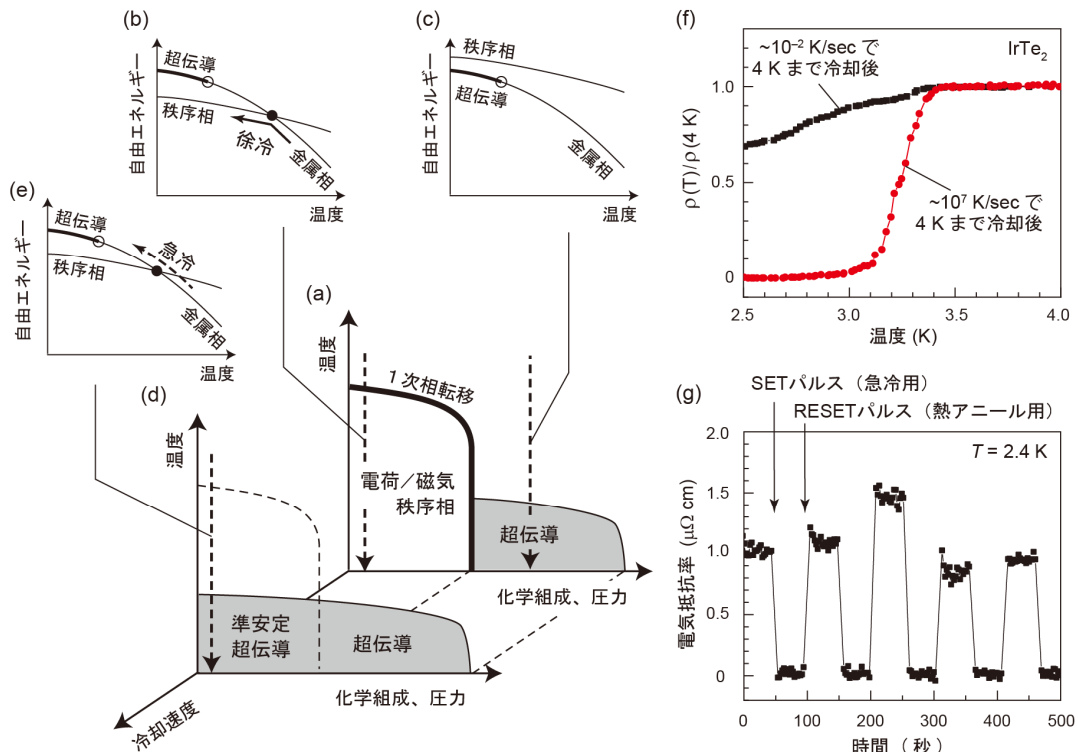 (b)
自由エネルギー
超伝導
秩序相
徐冷
金属相
温度
(c)
自由エネルギー
秩序相
超伝導
金属相
温度
(e)
自由エネルギー
超伝導
急冷
秩序相
金属相
温度
(a)
温度
1次相転移
電荷／磁気
秩序相
超伝導
化学組成、圧力
(d)
温度
準安定
超伝導
超伝導
化学組成、圧力
冷却速度
(f)
IrTe2
~10–2 K/sec で
4 K まで冷却後
~107 K/sec で
4 K まで冷却後
ρ(T)/ρ(4 K)
1.0
0.5
0
2.5 3.0 3.5 4.0
温度 (K)
(g)
SETパルス（急冷用）
RESETパルス（熱アニール用）
T = 2.4 K
電気抵抗率 (μΩ cm)
2.0
1.5
1.0
0.5
0
0 100 200 300 400 500
時間（秒）